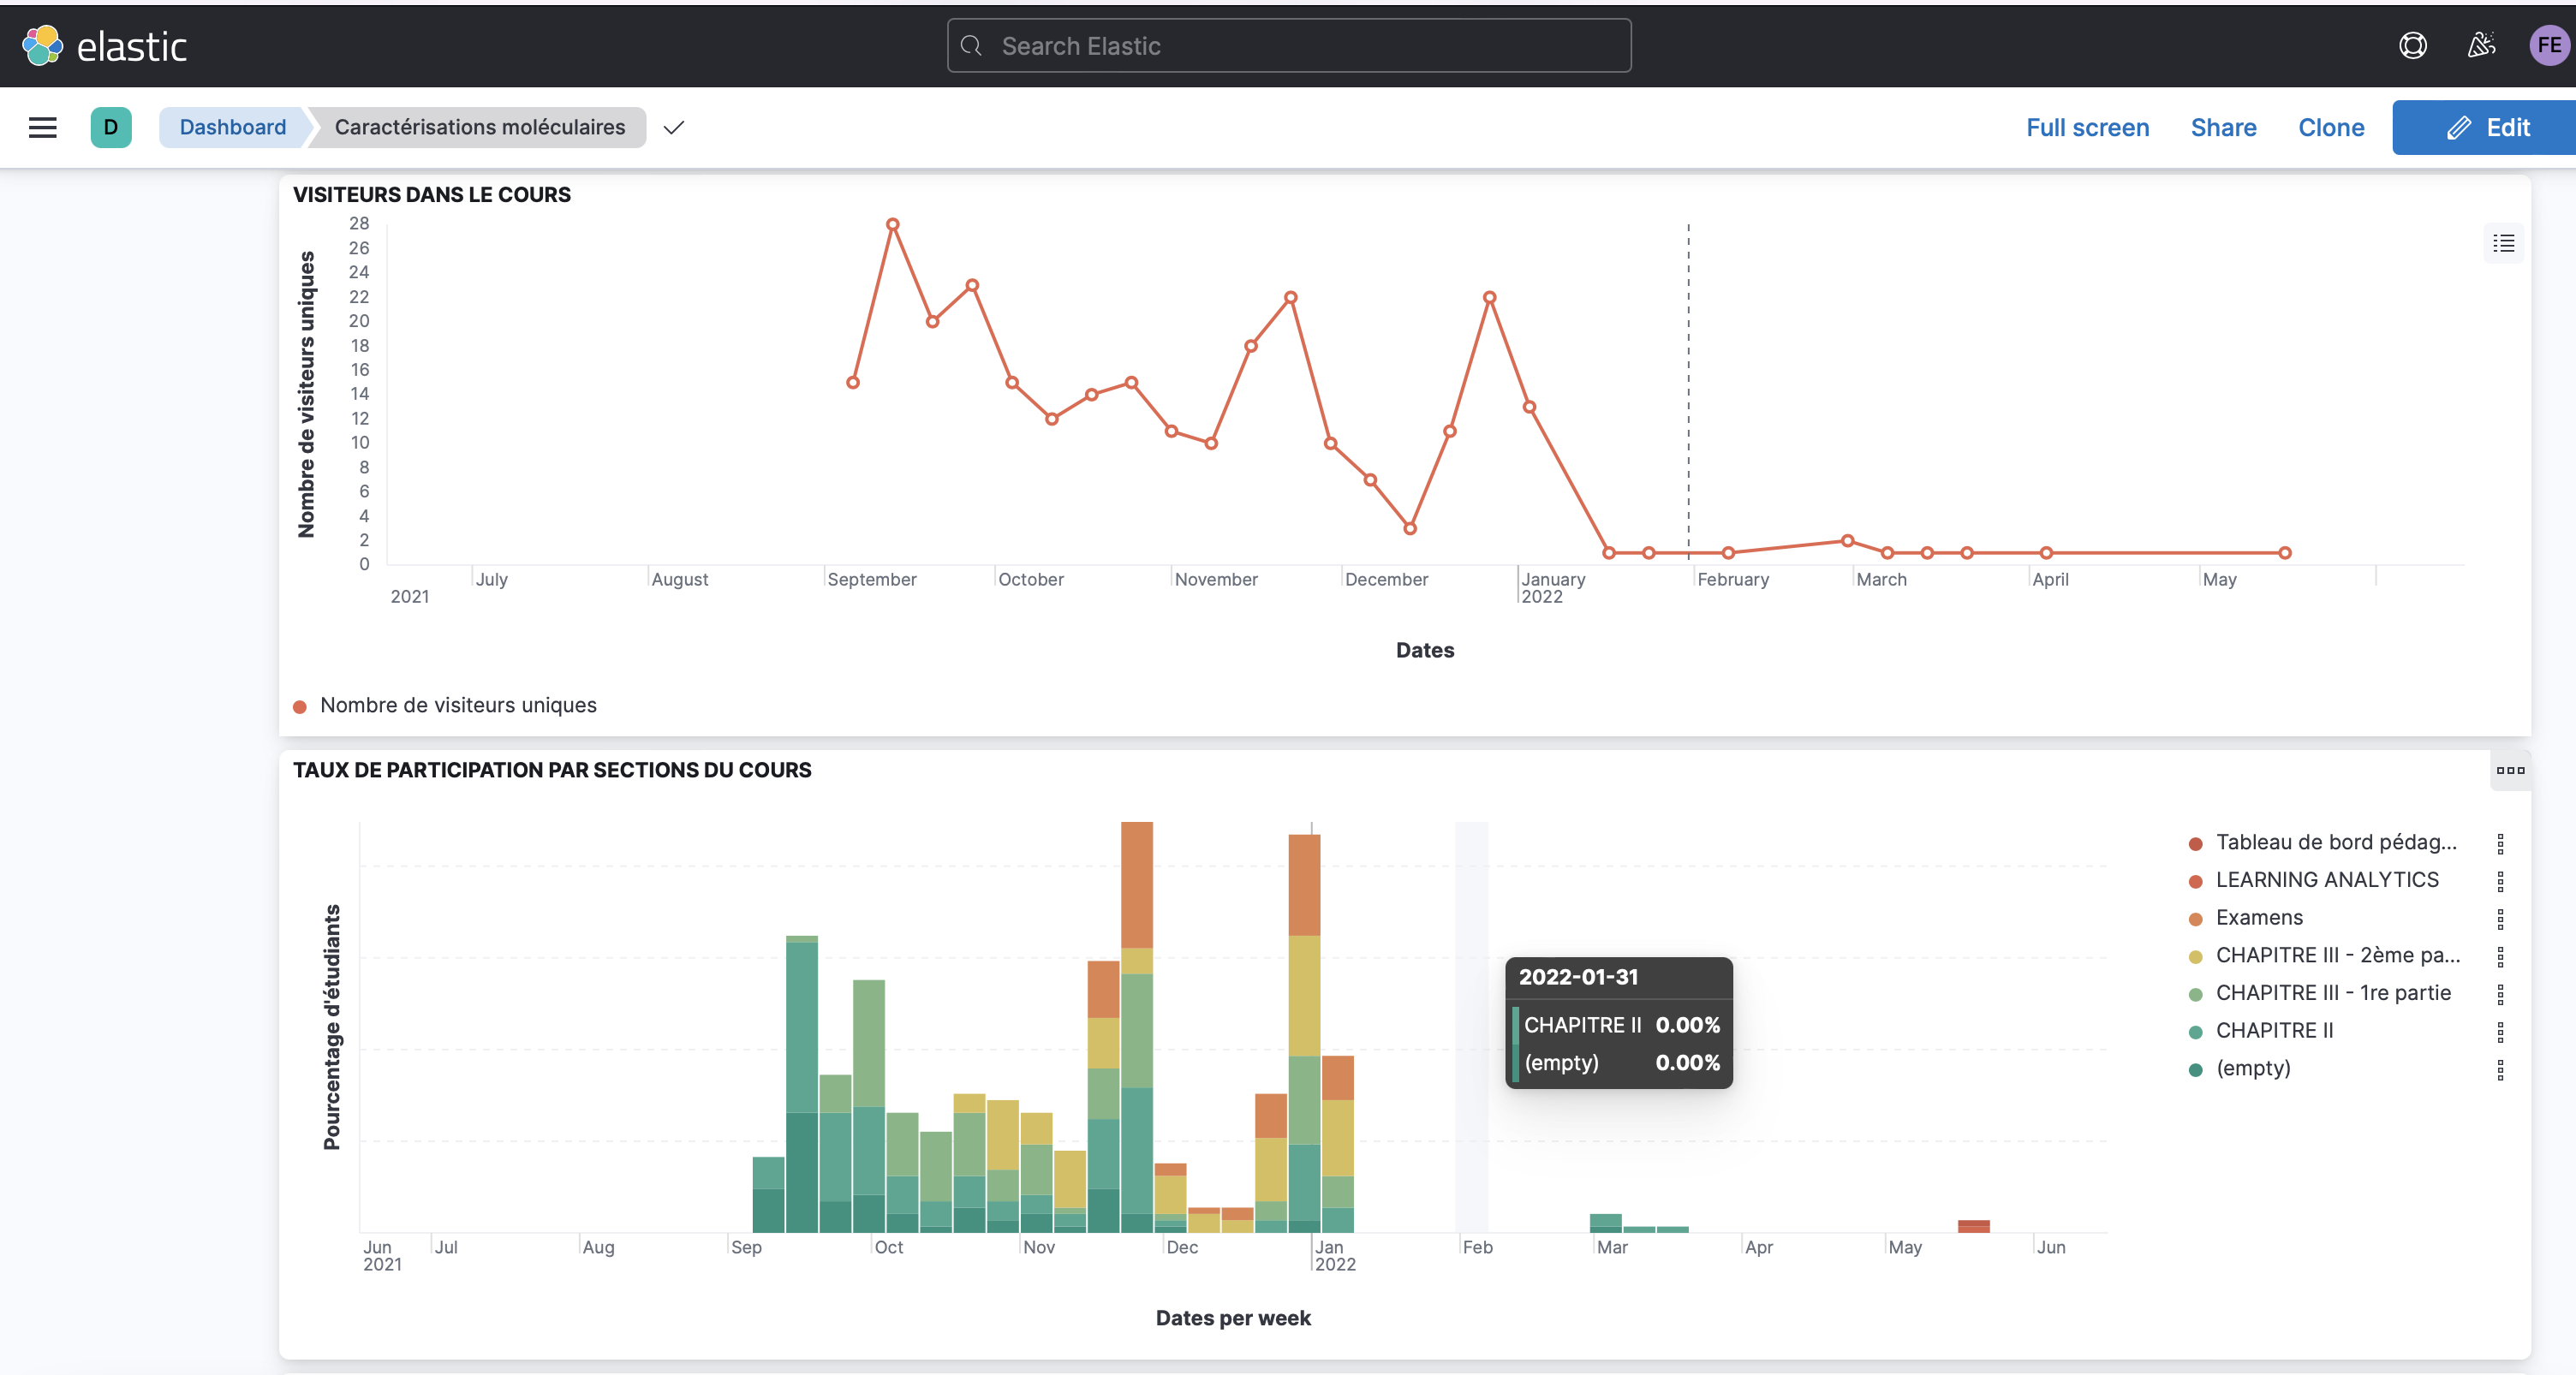 elastic
Search Elastic
FE
D
Dashboard
Caractérisations moléculaires
Full screen
Share
Clone
Edit
VISITEURS DANS LE COURS
Nombre de visiteurs uniques
28
26
24
22
20
18
16
14
12
10
8
6
4
2
0
July
August
September
October
November
December
January
February
March
April
May
2021
2022
Dates
Nombre de visiteurs uniques
TAUX DE PARTICIPATION PAR SECTIONS DU COURS
Pourcentage d'étudiants
Tableau de bord pédag...
LEARNING ANALYTICS
Examens
CHAPITRE III - 2ème pa...
CHAPITRE III - 1re partie
CHAPITRE II
(empty)
2022-01-31
CHAPITRE II 0.00%
(empty) 0.00%
Jun
Jul
Aug
Sep
Oct
Nov
Dec
Jan
Feb
Mar
Apr
May
Jun
2021
2022
Dates per week